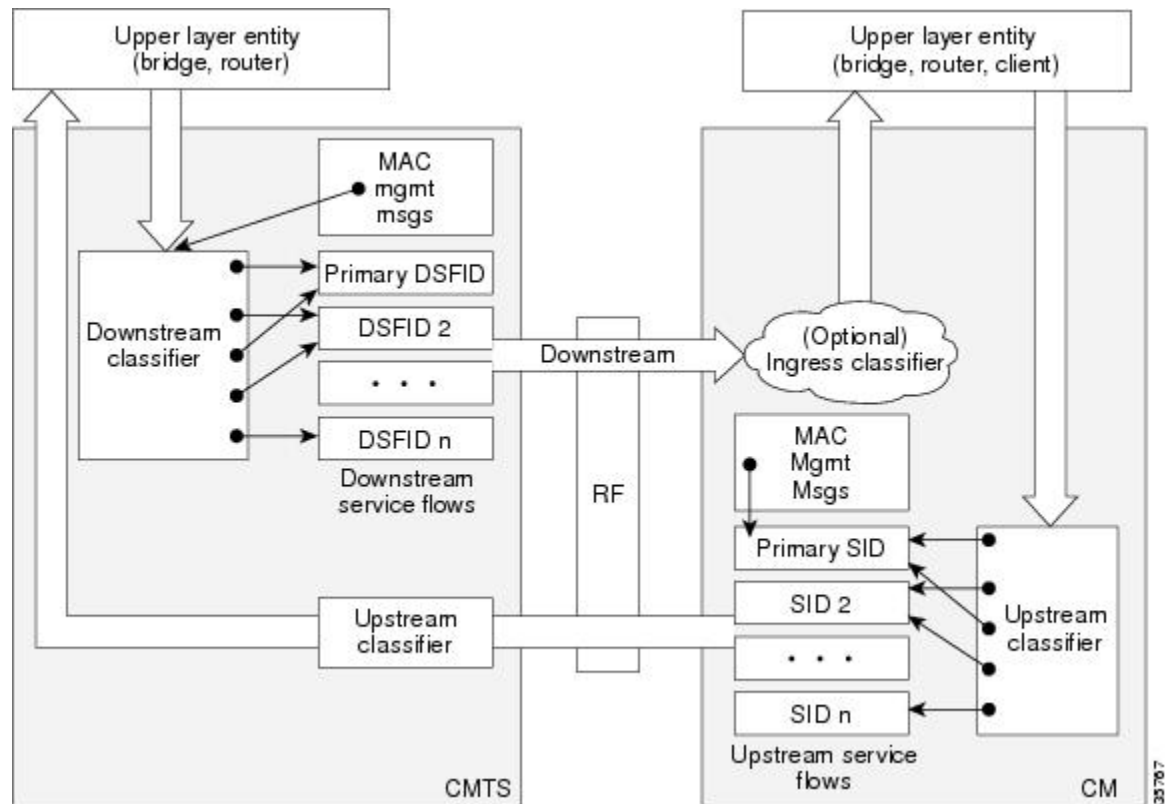 Upper layer entity
(bridge, router)
Upper layer entity
(bridge, router, client)
MAC
mgmt
msgs
Downstream
classifier
Primary DSFID
DSFID 2
. . .
DSFID n
Downstream
service flows
Downstream
RF
(Optional)
Ingress classifier
MAC
Mgmt
Msgs
Primary SID
SID 2
. . .
SID n
Upstream service
flows
Upstream
classifier
Upstream
classifier
CMTS
CM
35767